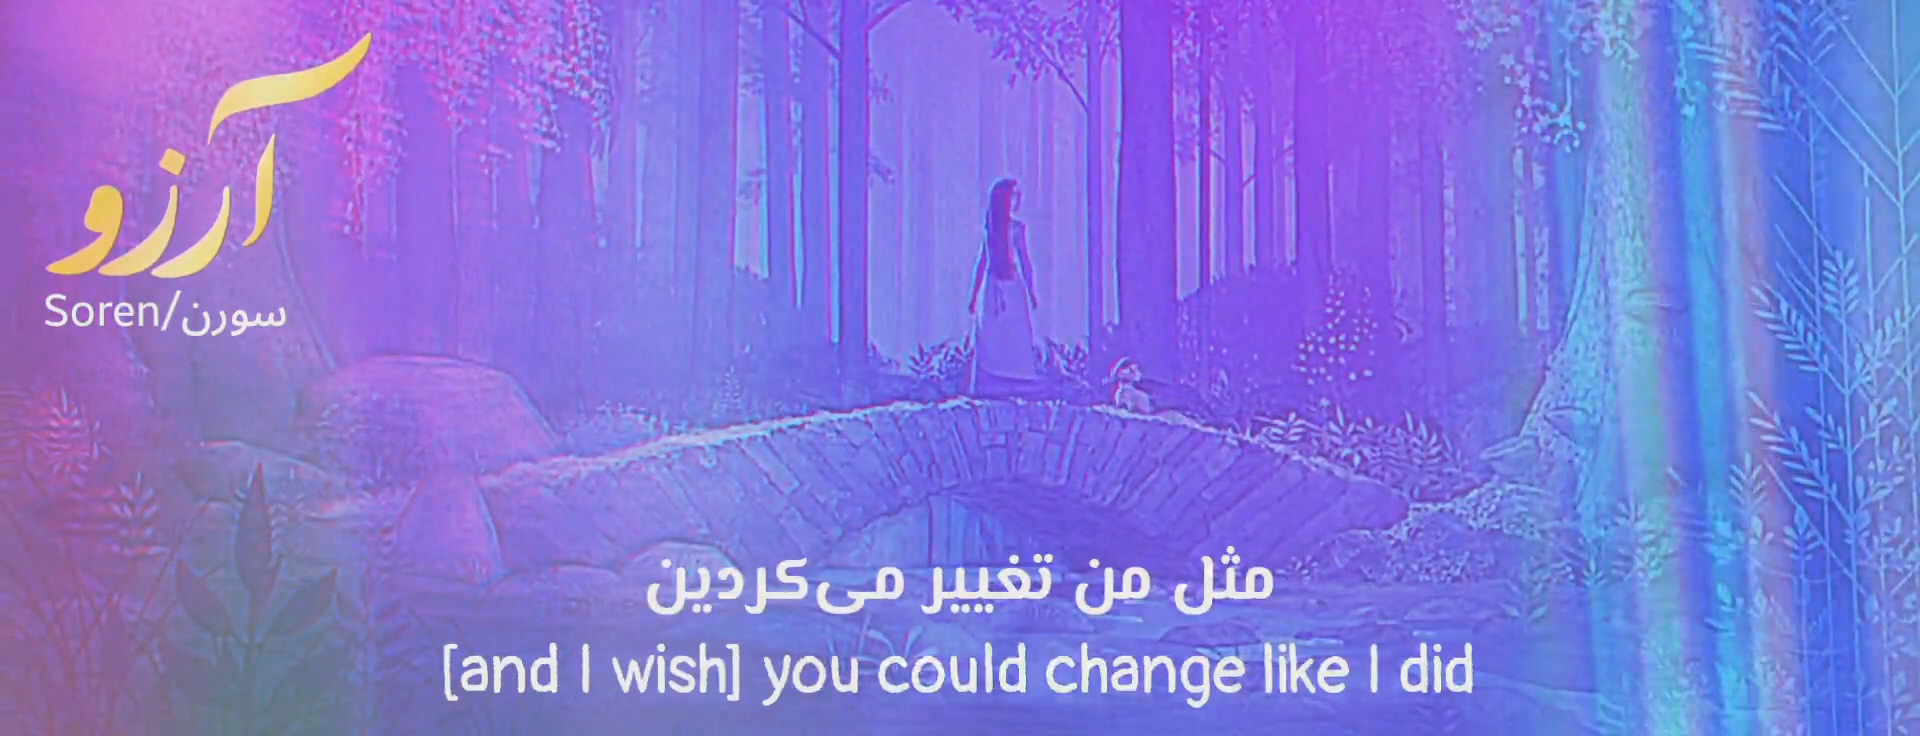 آرزو
Soren/سورن
مثل من تغییر می‌کردین
[and I wish] you could change like I did